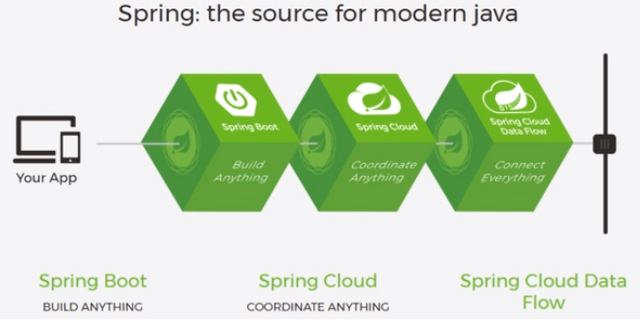 Spring: the source for modern java
Spring Boot
Spring Cloud
Spring Cloud
Data Flow
Your App
Build
Anything
Coordinate
Anything
Connect
Everything
Spring Boot
BUILD ANYTHING
Spring Cloud
COORDINATE ANYTHING
Spring Cloud Data
Flow